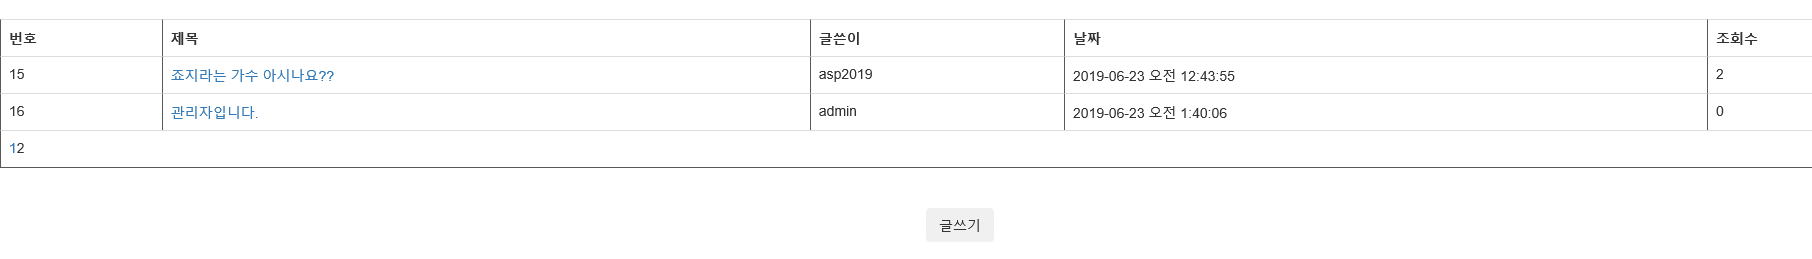 번호 제목 글쓴이 날짜 조회수
15 죠지라는 가수 아시나요?? asp2019 2019-06-23 오전 12:43:55 2
16 관리자입니다. admin 2019-06-23 오전 1:40:06 0
12
글쓰기